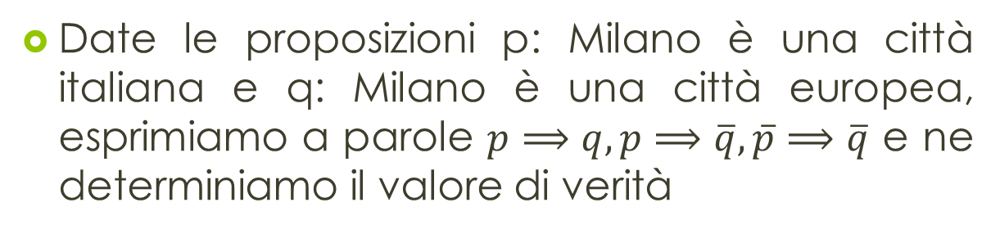 Date le proposizioni p: Milano è una città
italiana e q: Milano è una città europea,
esprimiamo a parole 𝑝 ⟹ 𝑞, 𝑝 ⟹ 𝑞̅, 𝑝̅ ⟹ 𝑞̅ e ne
determiniamo il valore di verità